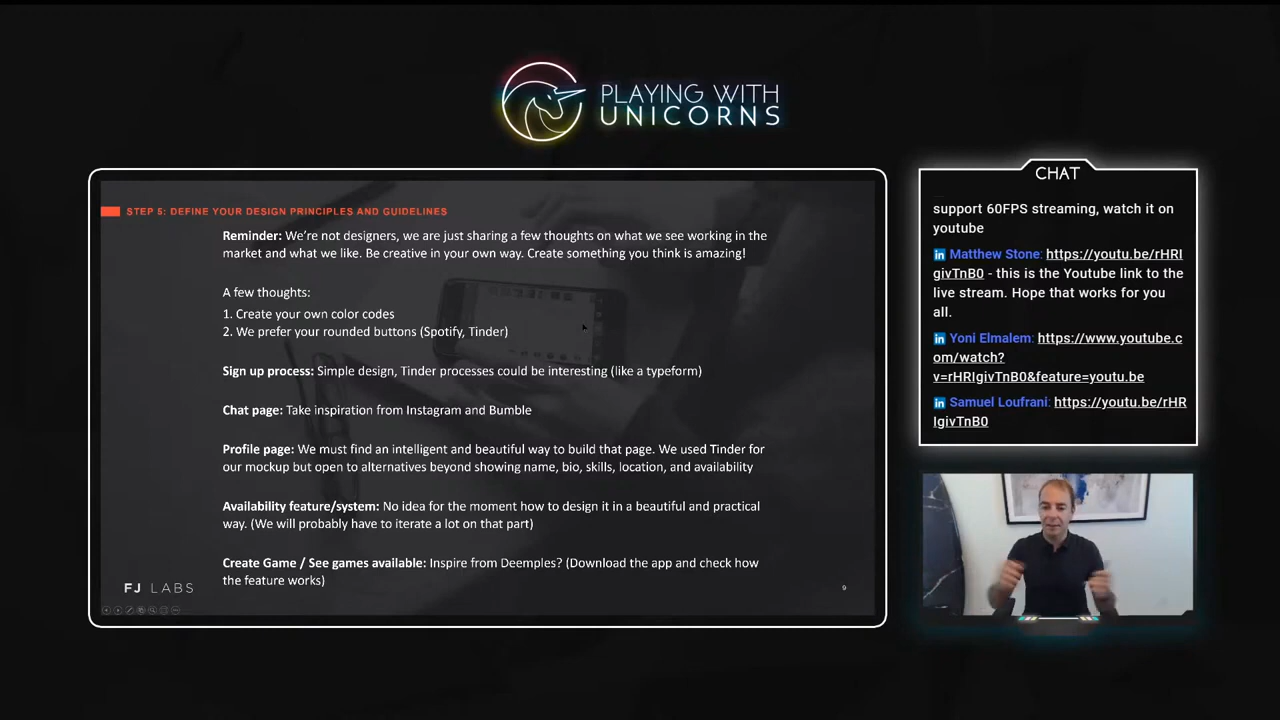 PLAYING WITH
UNICORNS
STEP 5: DEFINE YOUR DESIGN PRINCIPLES AND GUIDELINES
Reminder: We're not designers, we are just sharing a few thoughts on what we see working in the
market and what we like. Be creative in your own way. Create something you think is amazing!
A few thoughts:
1. Create your own color codes
2. We prefer your rounded buttons (Spotify, Tinder)
Sign up process: Simple design, Tinder processes could be interesting (like a typeform)
Chat page: Take inspiration from Instagram and Bumble
Profile page: We must find an intelligent and beautiful way to build that page. We used Tinder for
our mockup but open to alternatives beyond showing name, bio, skills, location, and availability
Availability feature/system: No idea for the moment how to design it in a beautiful and practical
way. (We will probably have to iterate a lot on that part)
Create Game / See games available: Inspire from Deemples? (Download the app and check how
the feature works)
FJ LABS
9
CHAT
support 60FPS streaming, watch it on
youtube
in Matthew Stone: https://youtu.be/rHRI
givTnB0 - this is the Youtube link to the
live stream. Hope that works for you
all.
in Yoni Elmalem: https://www.youtube.c
om/watch?
v=rHRIgivTnB0&feature=youtu.be
in Samuel Loufrani: https://youtu.be/rHR
IgivTnB0